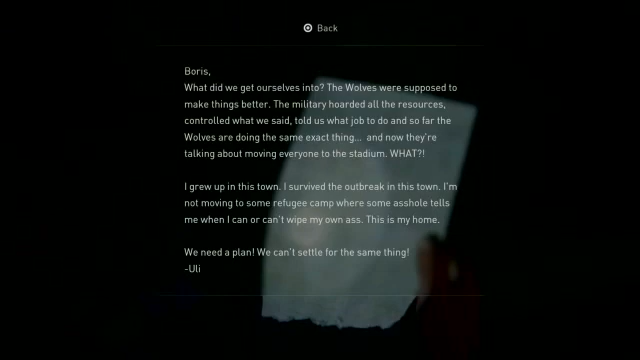 Back
Boris,
What did we get ourselves into? The Wolves were supposed to
make things better. The military hoarded all the resources,
controlled what we said, told us what job to do and so far the
Wolves are doing the same exact thing... and now they're
talking about moving everyone to the stadium. WHAT?!
I grew up in this town. I survived the outbreak in this town. I'm
not moving to some refugee camp where some asshole tells
me when I can or can't wipe my own ass. This is my home.
We need a plan! We can't settle for the same thing!
-Uli